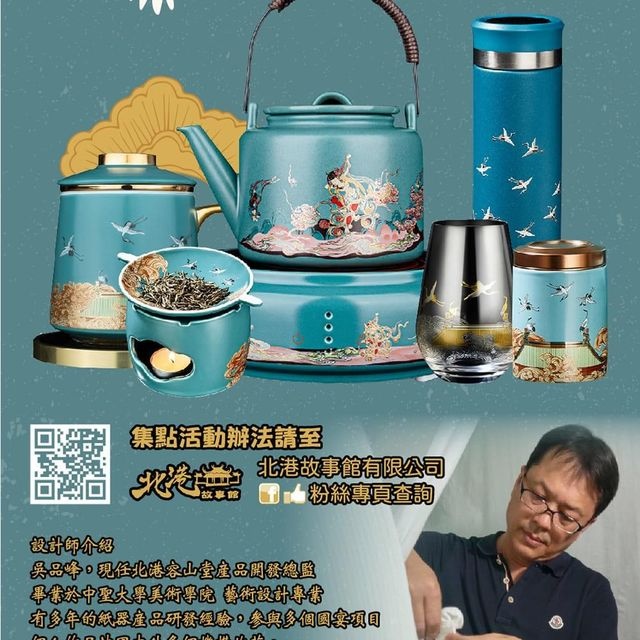 集點活動辦法請至
北港故事館
北港故事館有限公司
粉絲專頁查詢
設計師介紹
吳品峰，現任北港容山堂產品開發總監
畢業於中聖大學美術學院 藝術設計專業
有多年的紙器產品研發經驗，參與多個國宴項目